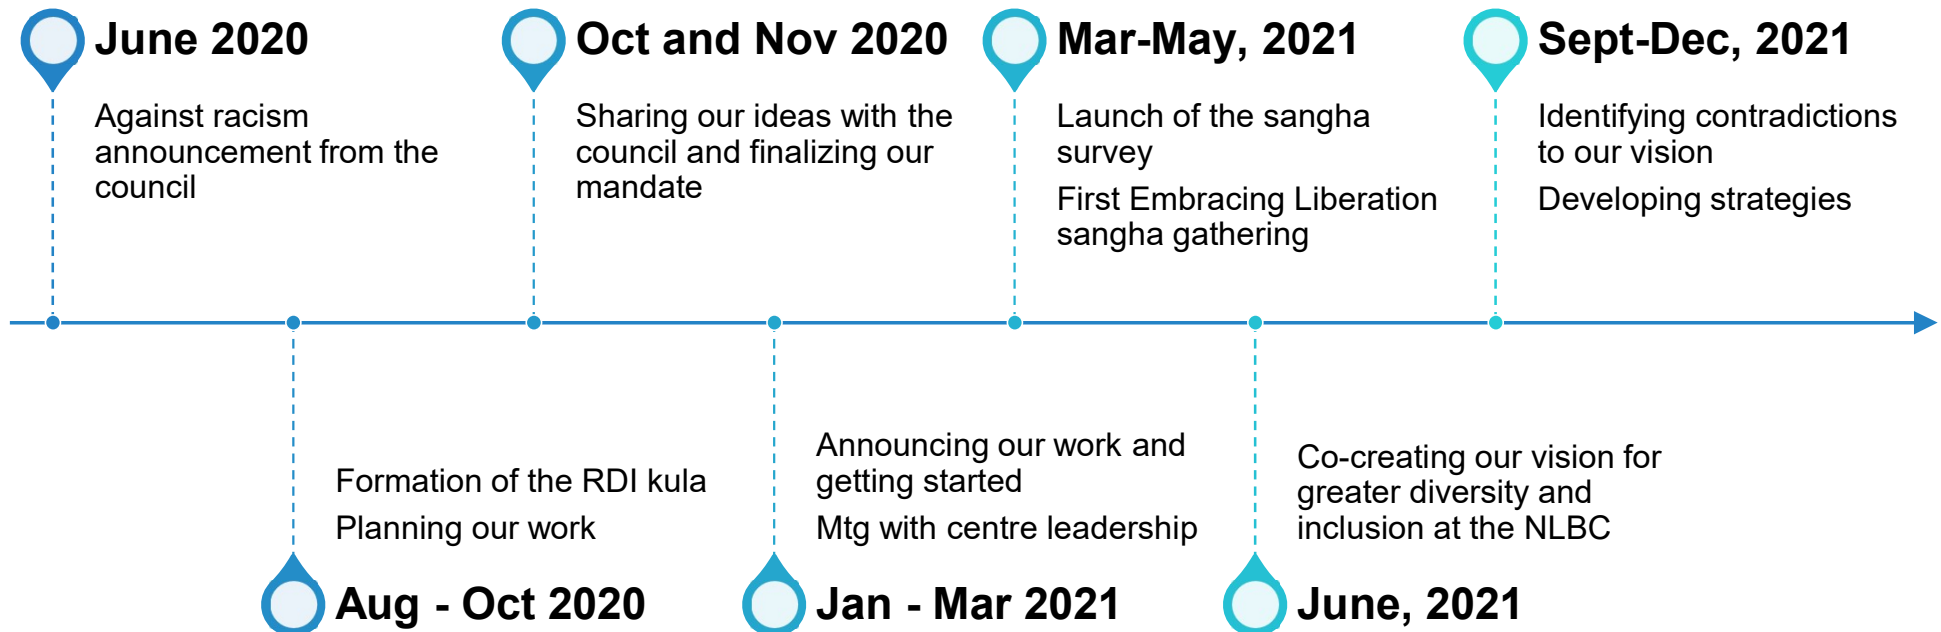 June 2020
Against racism
announcement from the
council
Oct and Nov 2020
Sharing our ideas with the
council and finalizing our
mandate
Mar-May, 2021
Launch of the sangha
survey
First Embracing Liberation
sangha gathering
Sept-Dec, 2021
Identifying contradictions
to our vision
Developing strategies
Formation of the RDI kula
Planning our work
Aug - Oct 2020
Announcing our work and
getting started
Mtg with centre leadership
Jan - Mar 2021
Co-creating our vision for
greater diversity and
inclusion at the NLBC
June, 2021